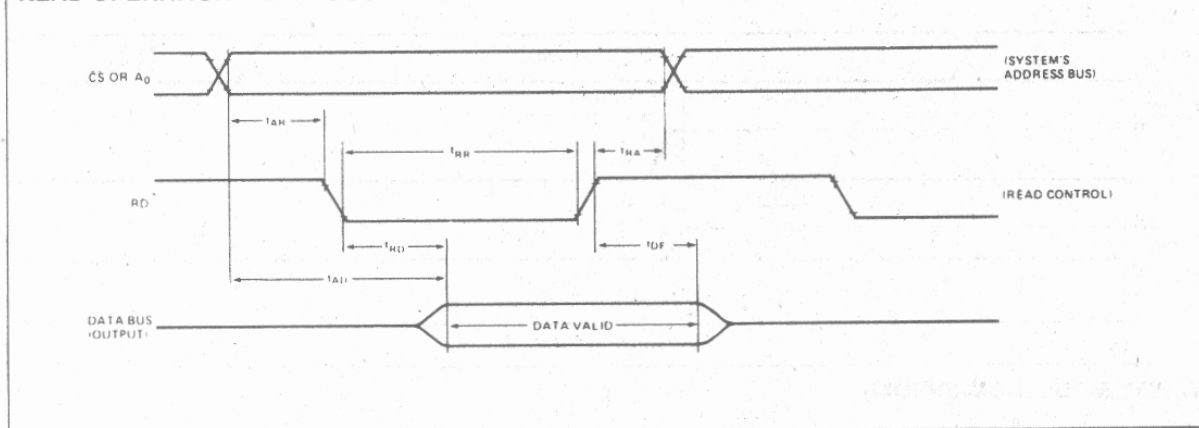 CS OR A0
(SYSTEM'S
ADDRESS BUS)
tAR
tRR
tRA
RD
(READ CONTROL)
tRD
tDF
tAD
DATA BUS
(OUTPUT)
DATA VALID